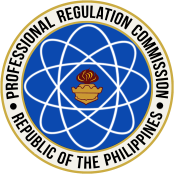 • PROFESSIONAL REGULATION COMMISSION •
REPUBLIC OF THE PHILIPPINES